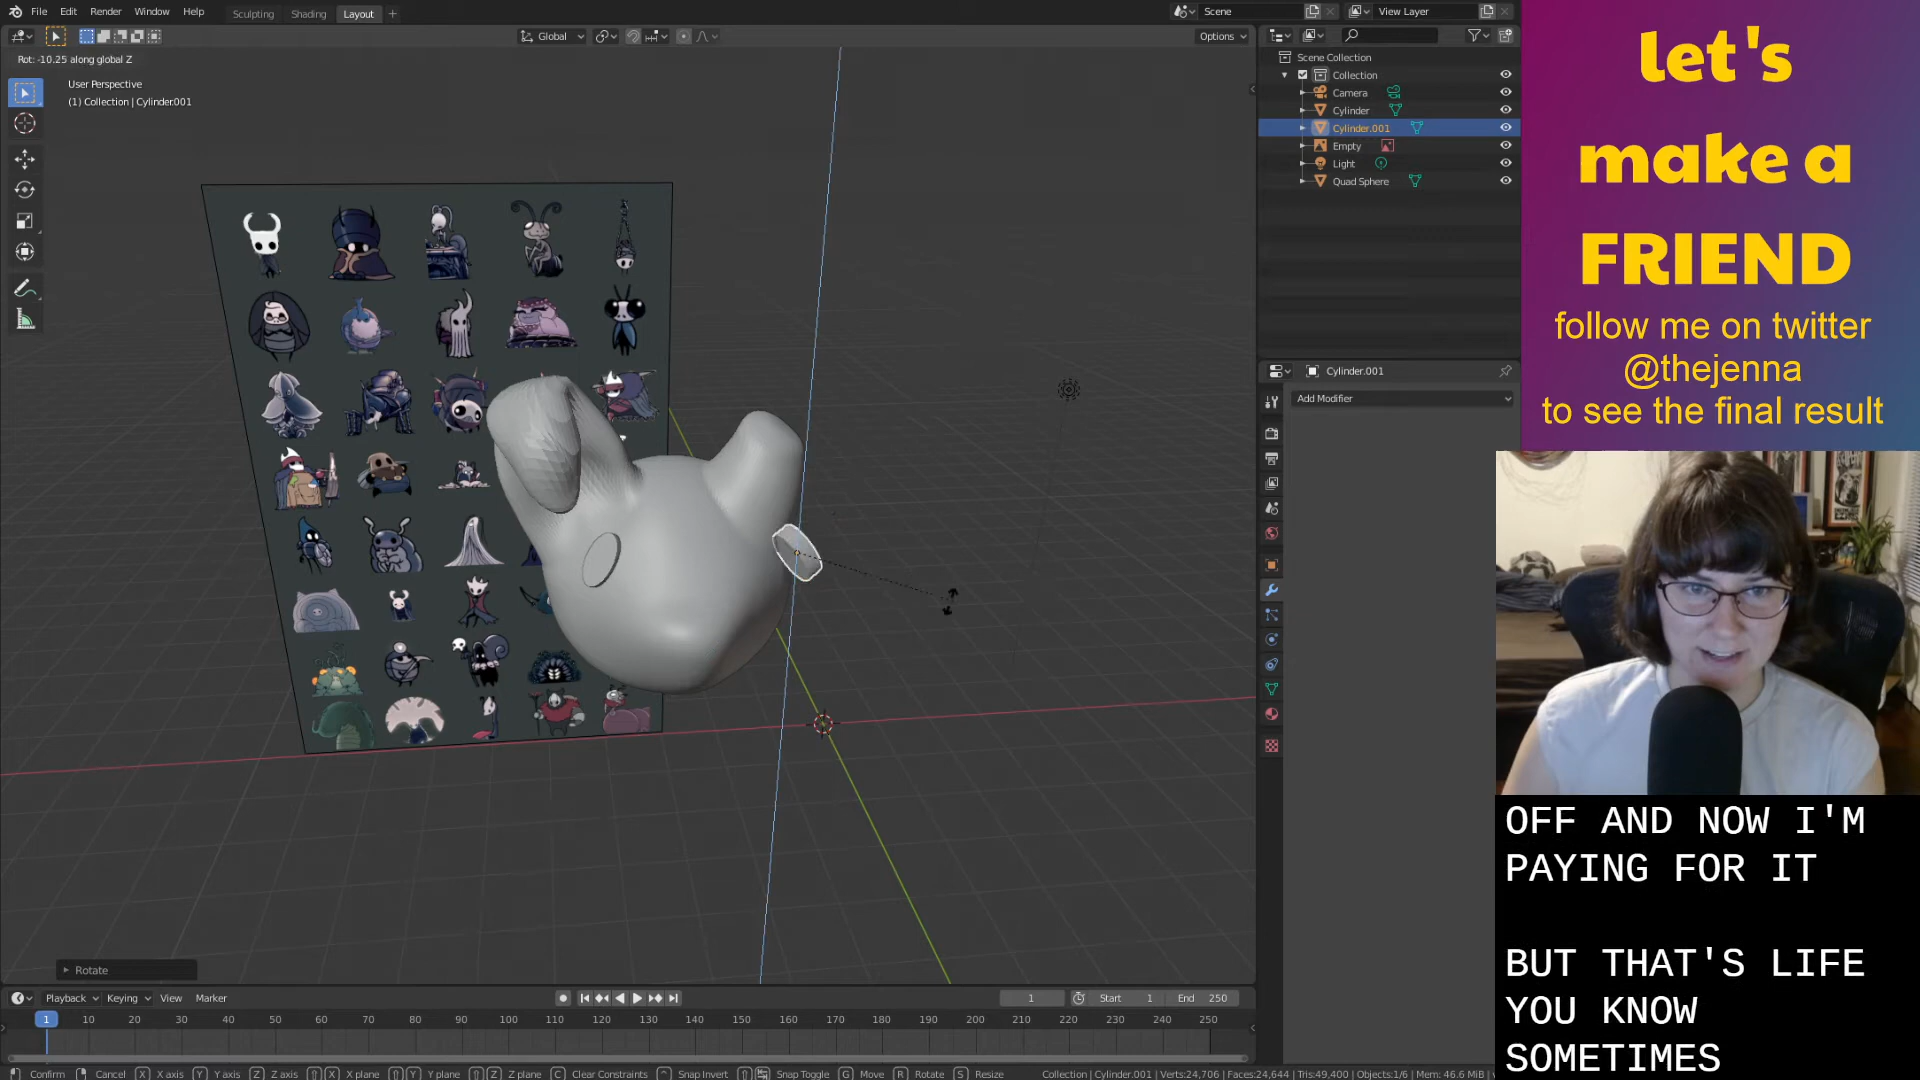 File Edit Render Window Help
Sculpting Shading Layout +
Scene
View Layer
Global
Options
Rot: -10.25 along global Z
User Perspective
(1) Collection | Cylinder.001
Scene Collection
Collection
Camera
Cylinder
Cylinder.001
Empty
Light
Quad Sphere
Cylinder.001
Add Modifier
Rotate
Playback Keying View Marker
1
Start 1
End 250
1 10 20 30 40 50 60 70 80 90 100 110 120 130 140 150 160 170 180 190 200 210 220 230 240 250
Confirm Cancel X X axis Y Y axis Z Z axis X X plane Y Y plane Z Z plane C Clear Constraints Snap Invert Snap Toggle G Move R Rotate S Resize
Collection | Cylinder.001 | Verts:24,706 | Faces:24,644 | Tris:49,400 | Objects:1/6 | Mem: 46.6 MiB | v
let's
make a
FRIEND
follow me on twitter
@thejenna
to see the final result
OFF AND NOW I'M
PAYING FOR IT
BUT THAT'S LIFE
YOU KNOW
SOMETIMES